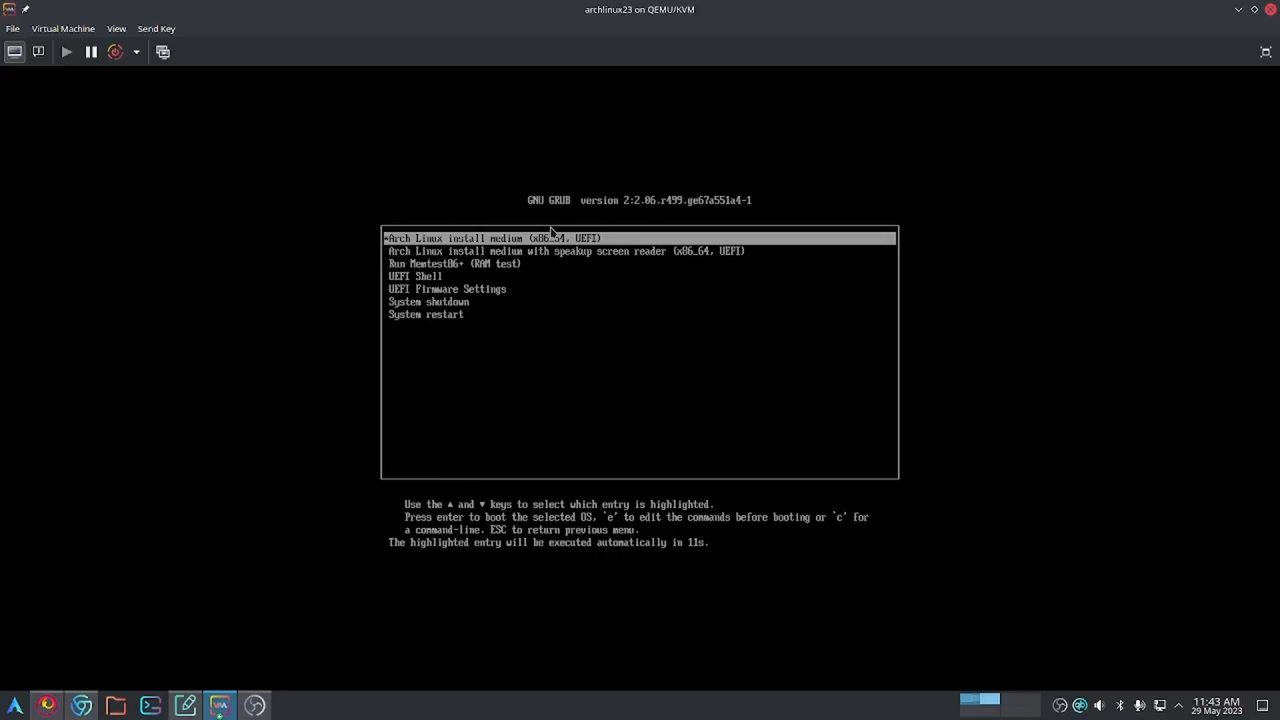 archlinux23 on QEMU/KVM
File Virtual Machine View Send Key
GNU GRUB version 2:2.06.r499.ge67a551a4-1
*Arch Linux install medium (x86_64, UEFI)
Arch Linux install medium with speakup screen reader (x86_64, UEFI)
Run Memtest86+ (RAM test)
UEFI Shell
UEFI Firmware Settings
System shutdown
System restart
Use the ▲ and ▼ keys to select which entry is highlighted.
Press enter to boot the selected OS, `e' to edit the commands before booting or `c' for
a command-line. ESC to return previous menu.
The highlighted entry will be executed automatically in 11s.
11:43 AM
29 May 2023